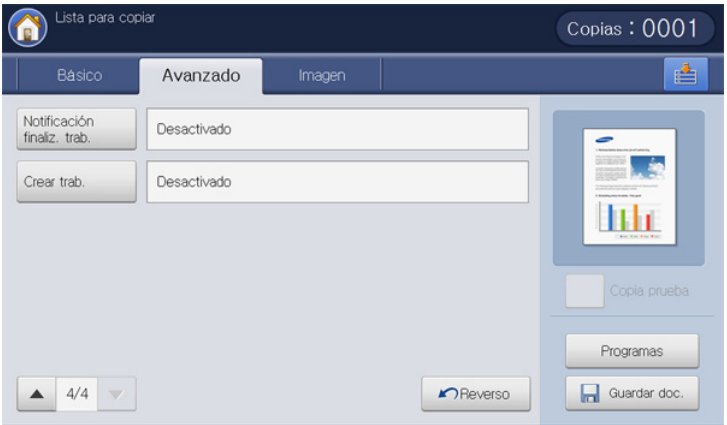 Lista para copiar
Copias : 0001
Básico
Avanzado
Imagen
Notificación
finaliz. trab.
Desactivado
Crear trab.
Desactivado
Copia prueba
Programas
4/4
Reverso
Guardar doc.